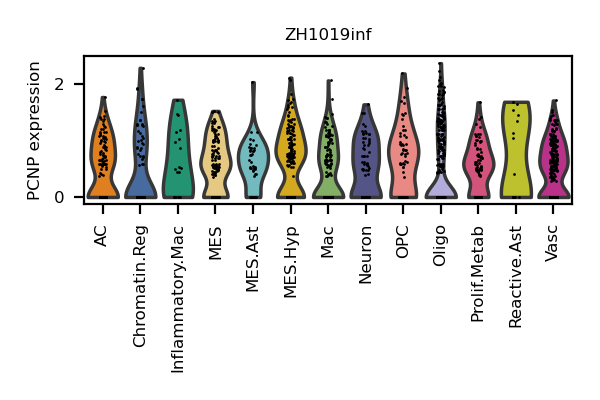 ZH1019inf
PCNP expression
2
0
AC
Chromatin.Reg
Inflammatory.Mac
MES
MES.Ast
MES.Hyp
Mac
Neuron
OPC
Oligo
Prolif.Metab
Reactive.Ast
Vasc